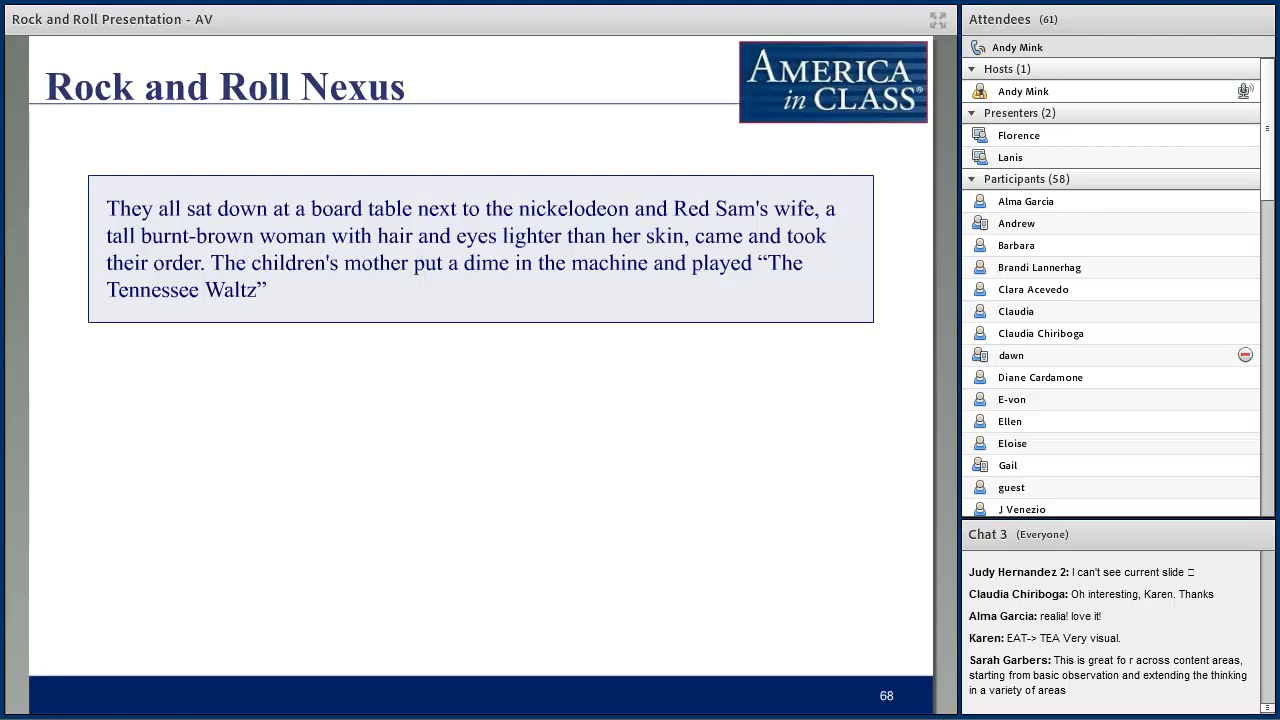 Rock and Roll Presentation - AV
Rock and Roll Nexus
AMERICA
in CLASS®
They all sat down at a board table next to the nickelodeon and Red Sam's wife, a
tall burnt-brown woman with hair and eyes lighter than her skin, came and took
their order. The children's mother put a dime in the machine and played “The
Tennessee Waltz”
68
Attendees (61)
Andy Mink
Hosts (1)
Andy Mink
Presenters (2)
Florence
Lanis
Participants (58)
Alma Garcia
Andrew
Barbara
Brandi Lannerhag
Clara Acevedo
Claudia
Claudia Chiriboga
dawn
Diane Cardamone
E-von
Ellen
Eloise
Gail
guest
J Venezio
Chat 3 (Everyone)
Judy Hernandez 2: I can't see current slide
Claudia Chiriboga: Oh interesting, Karen. Thanks
Alma Garcia: realia! love it!
Karen: EAT-> TEA Very visual.
Sarah Garbers: This is great fo r across content areas,
starting from basic observation and extending the thinking
in a variety of areas